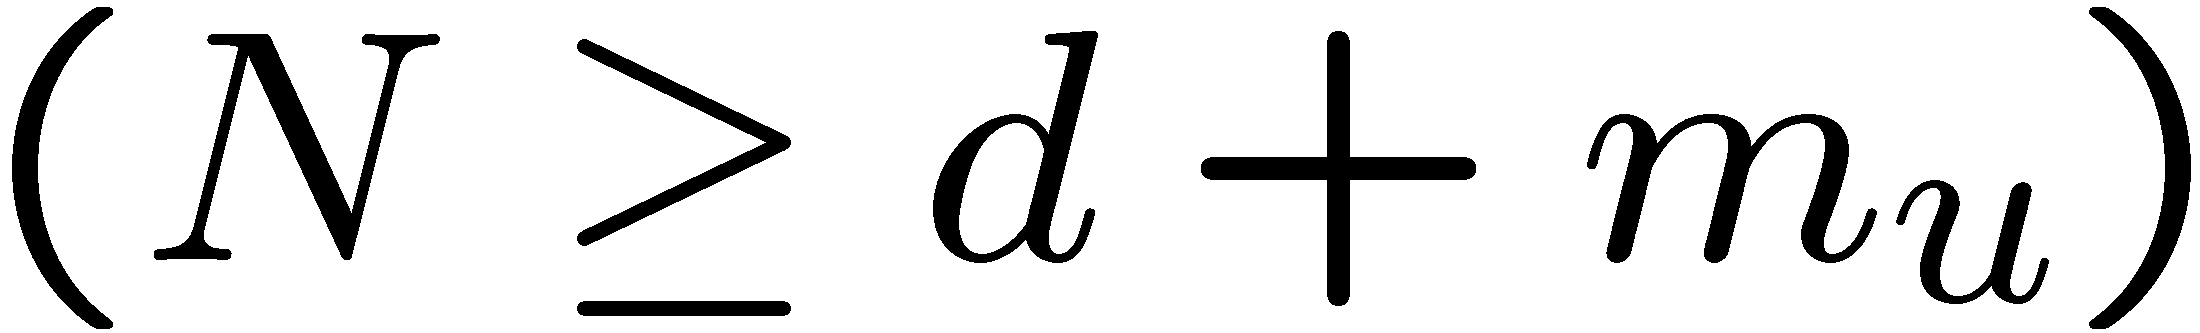 (N ≥ d + m_u)